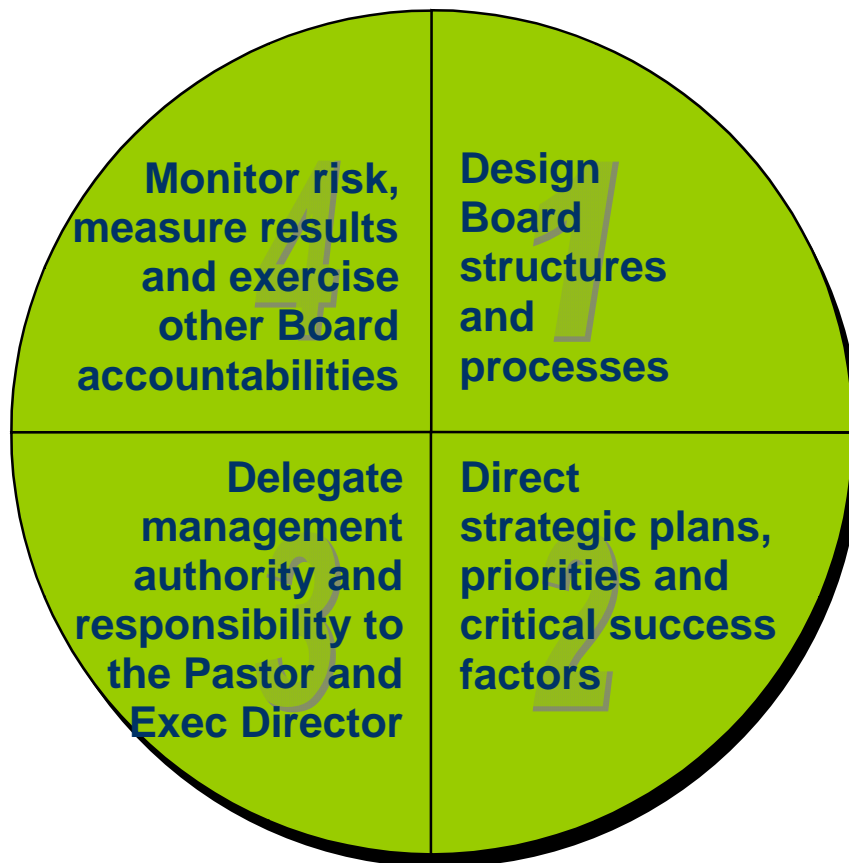 1
Design
Board
structures
and
processes
2
Direct
strategic plans,
priorities and
critical success
factors
3
Delegate
management
authority and
responsibility to
the Pastor and
Exec Director
4
Monitor risk,
measure results
and exercise
other Board
accountabilities